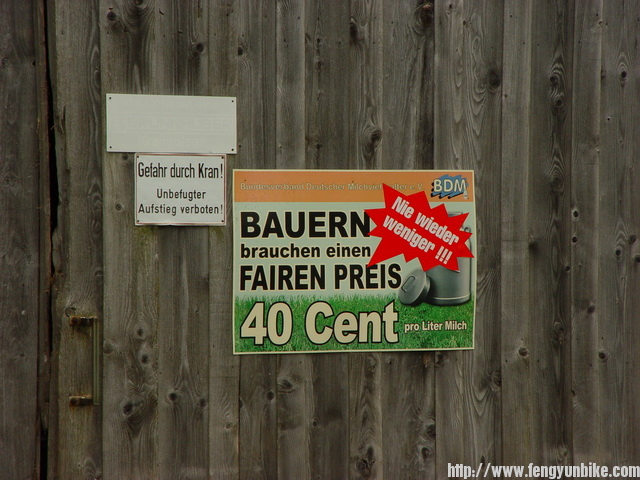 Gefahr durch Kran!
Unbefugter
Aufstieg verboten!
Bundesverband Deutscher Milchviehhalter e.V.
BDM
BAUERN
brauchen einen
FAIREN PREIS
Nie wieder
weniger !!!
40 Cent
pro Liter Milch
http://www.fengyunbike.com